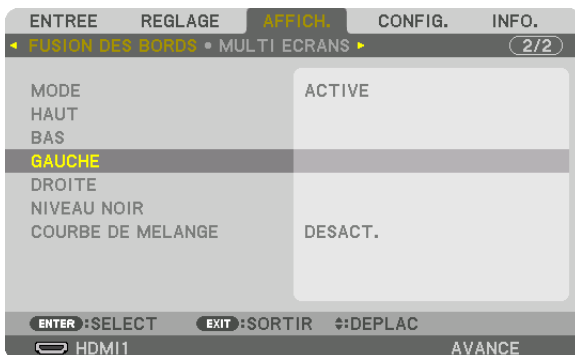 ENTREE REGLAGE AFFICH. CONFIG. INFO.
FUSION DES BORDS • MULTI ECRANS 2/2
MODE ACTIVE
HAUT
BAS
GAUCHE
DROITE
NIVEAU NOIR
COURBE DE MELANGE DESACT.
ENTER :SELECT EXIT :SORTIR :DEPLAC
HDMI1 AVANCE